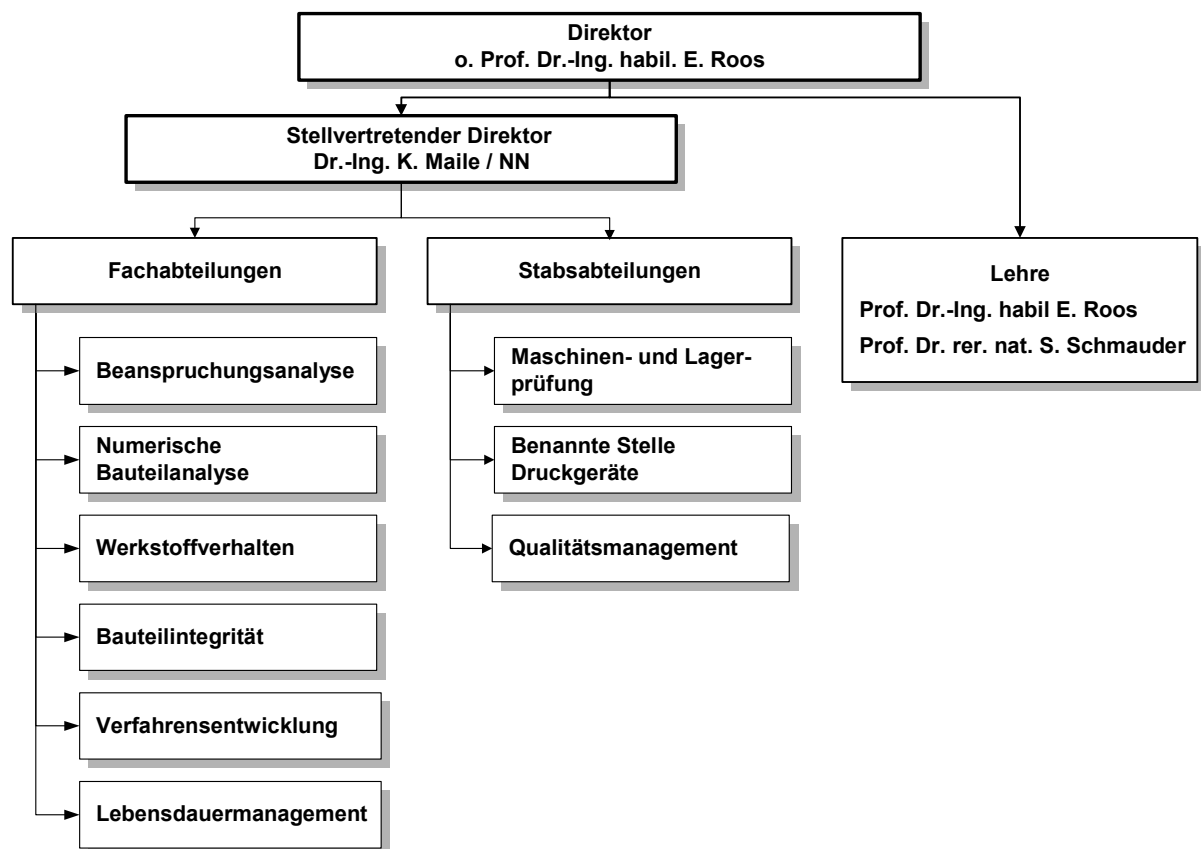 Direktor
o. Prof. Dr.-Ing. habil. E. Roos
Stellvertretender Direktor
Dr.-Ing. K. Maile / NN
Fachabteilungen
Beanspruchungsanalyse
Numerische
Bauteilanalyse
Werkstoffverhalten
Bauteilintegrität
Verfahrensentwicklung
Lebensdauermanagement
Stabsabteilungen
Maschinen- und Lager-
prüfung
Benannte Stelle
Druckgeräte
Qualitätsmanagement
Lehre
Prof. Dr.-Ing. habil E. Roos
Prof. Dr. rer. nat. S. Schmauder